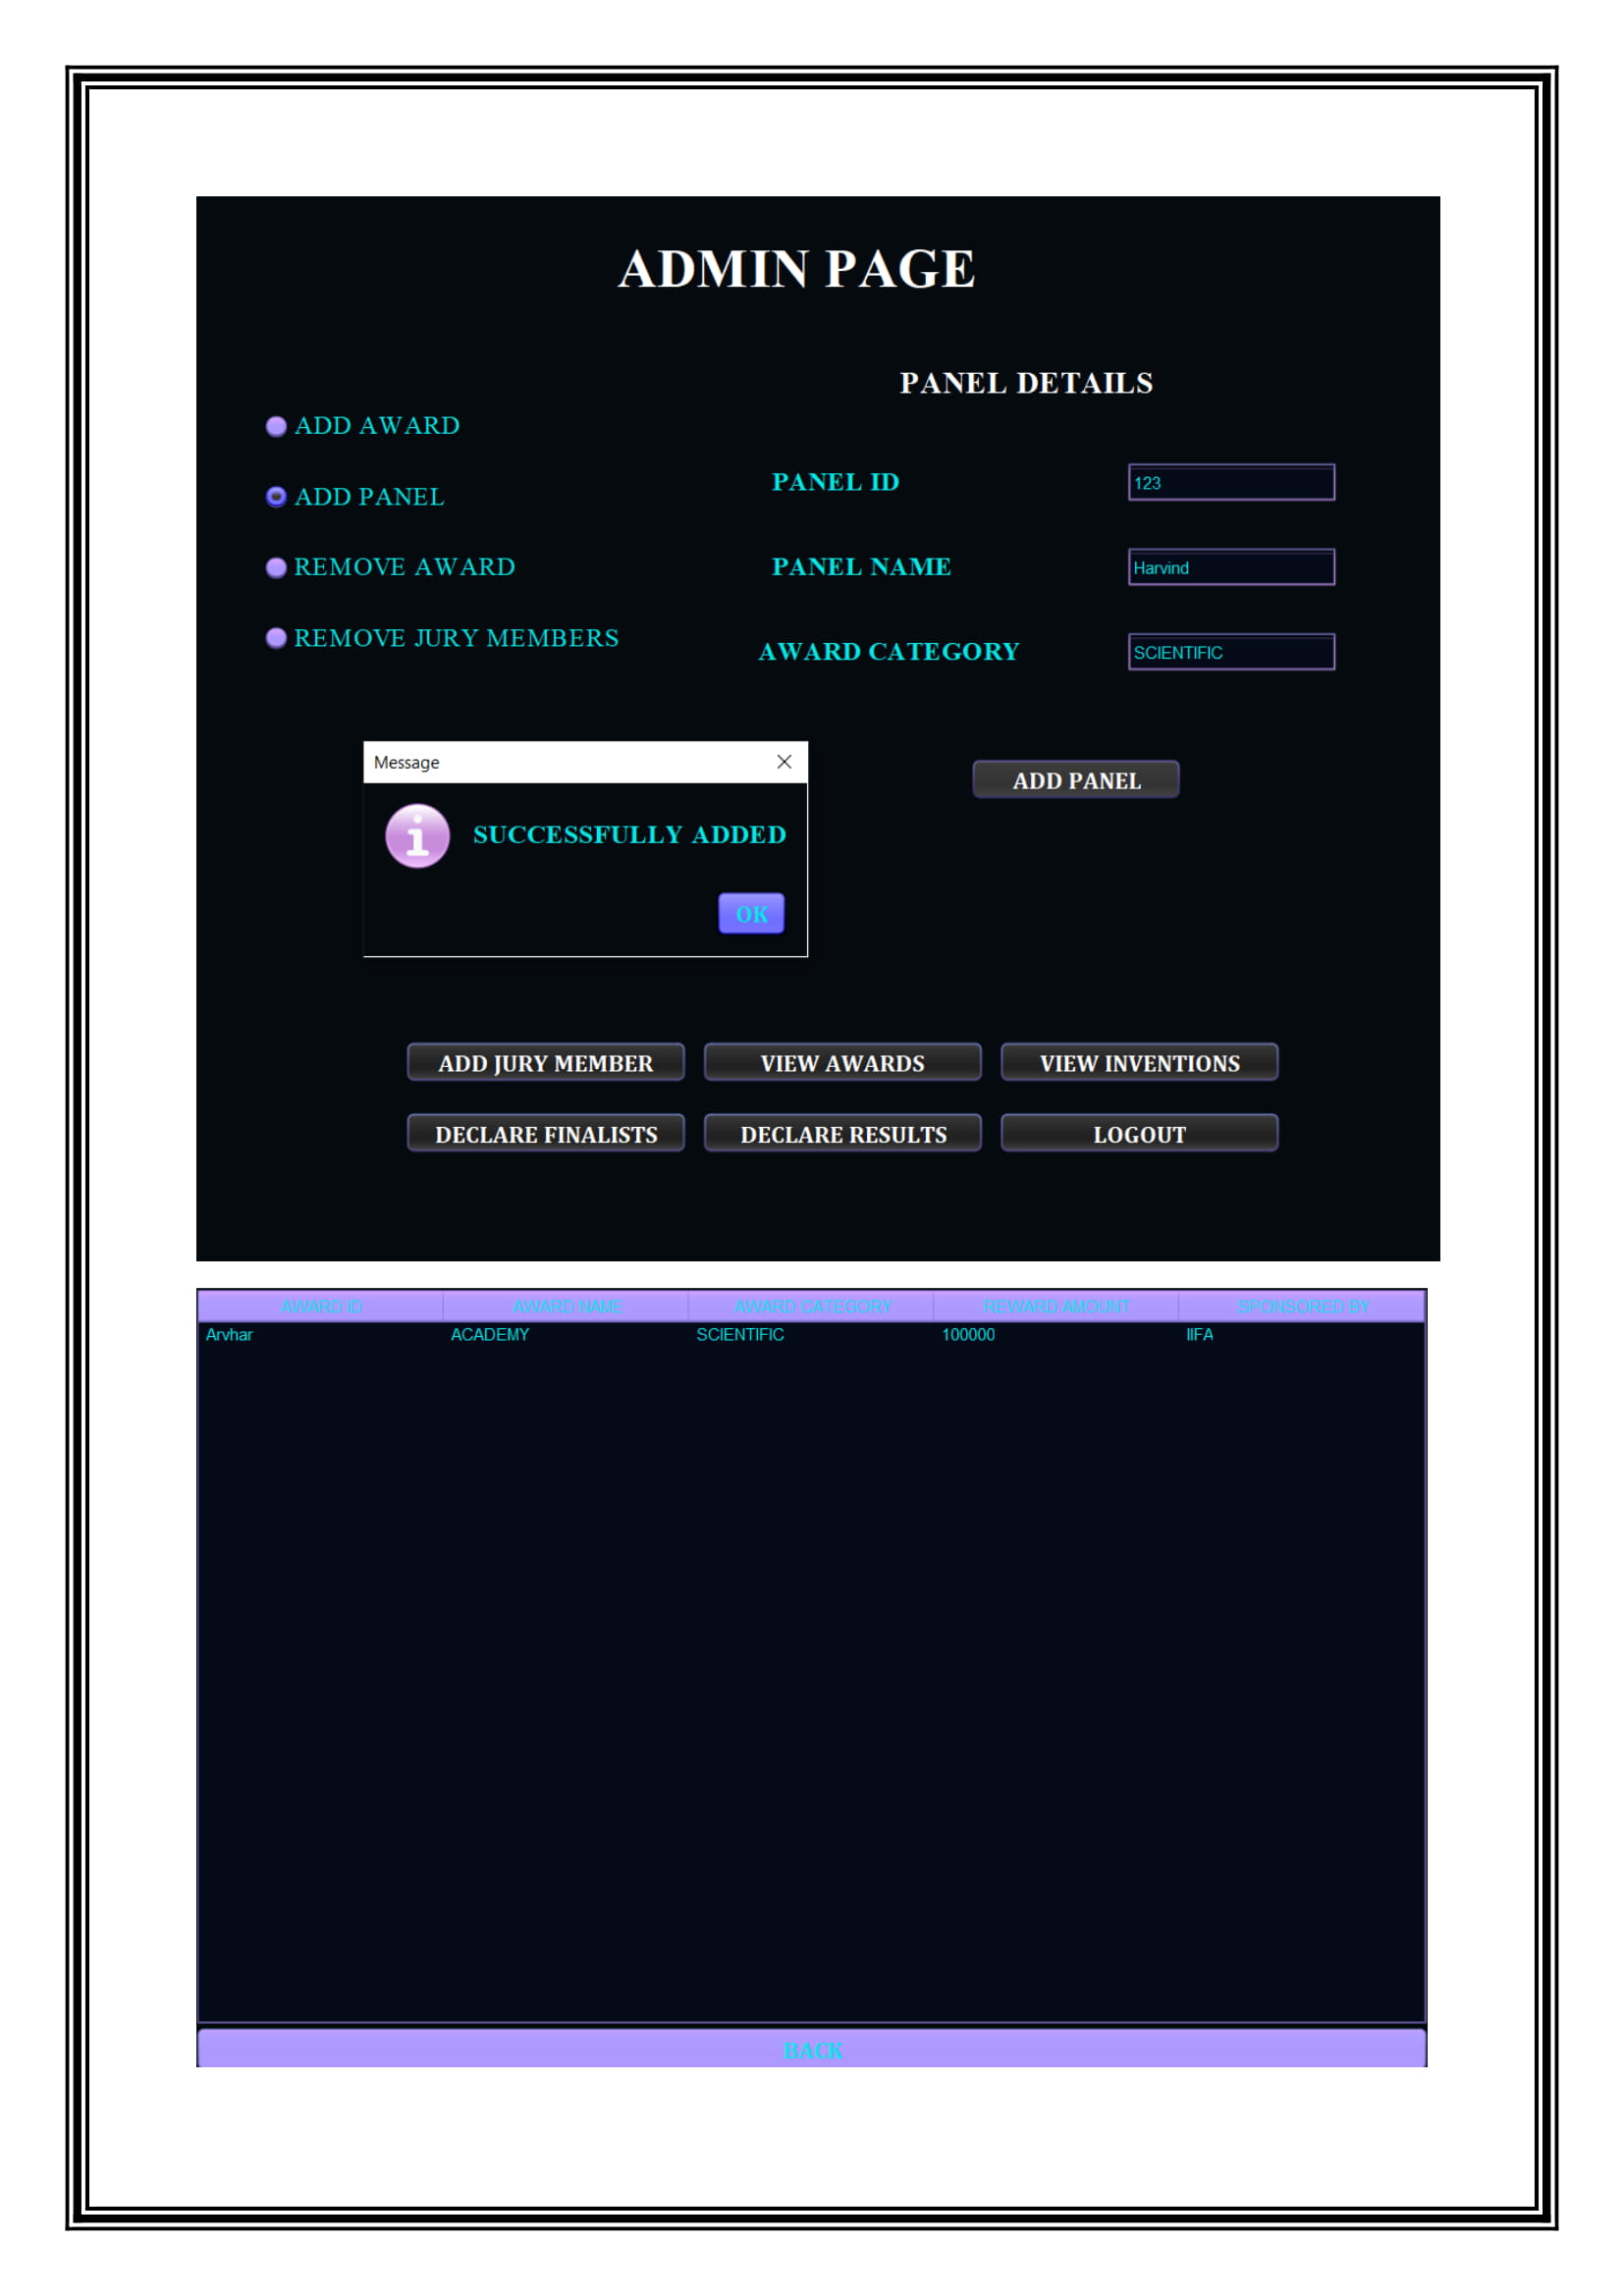 ADMIN PAGE
PANEL DETAILS
ADD AWARD
ADD PANEL
REMOVE AWARD
REMOVE JURY MEMBERS
PANEL ID 123
PANEL NAME Harvind
AWARD CATEGORY SCIENTIFIC
ADD PANEL
Message
SUCCESSFULLY ADDED
OK
ADD JURY MEMBER VIEW AWARDS VIEW INVENTIONS
DECLARE FINALISTS DECLARE RESULTS LOGOUT
AWARD ID AWARD NAME AWARD CATEGORY REWARD AMOUNT SPONSORED BY
Arvhar ACADEMY SCIENTIFIC 100000 IIFA
BACK